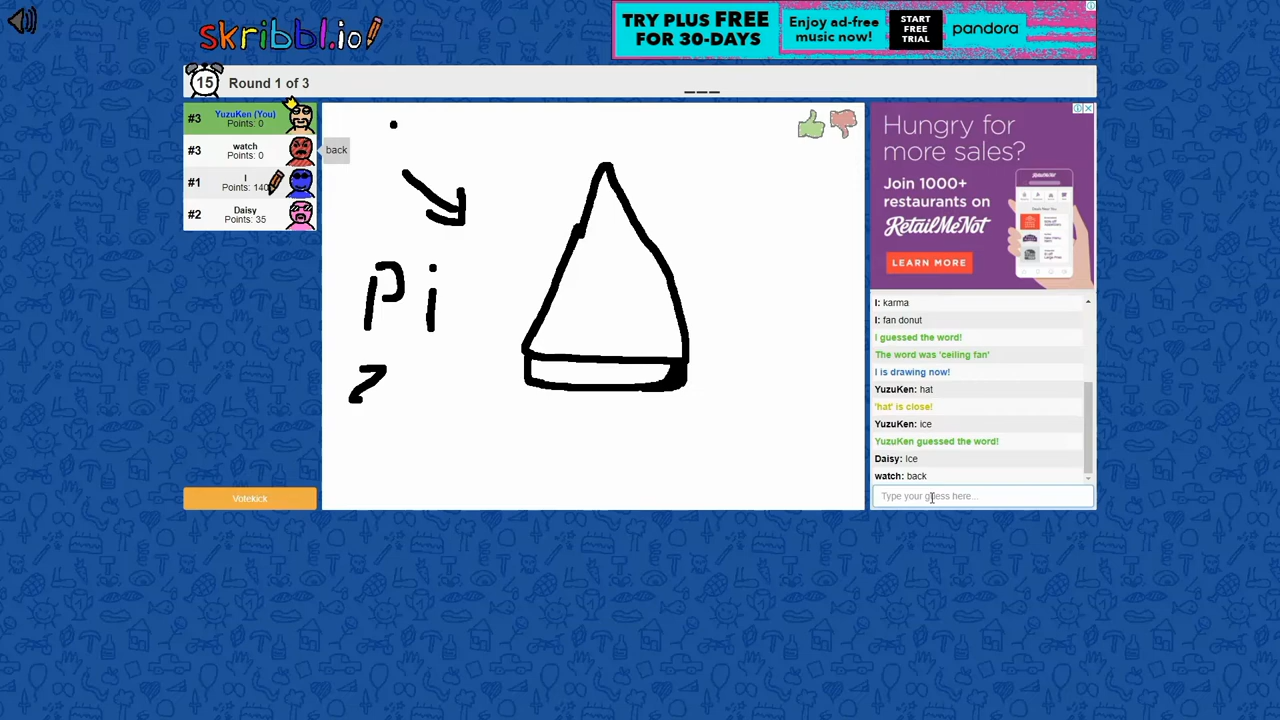 TRY PLUS FREE
FOR 30-DAYS
Enjoy ad-free
music now!
START
FREE
TRIAL
pandora
skribbl.io
15
Round 1 of 3
___
#3
YuzuKen (You)
Points: 0
#3
watch
Points: 0
back
#1
I
Points: 140
#2
Daisy
Points: 35
Votekick
Pi
2
Hungry for
more sales?
Join 1000+
restaurants on
RetailMeNot
LEARN MORE
I: karma
I: fan donut
I guessed the word!
The word was 'ceiling fan'
I is drawing now!
YuzuKen: hat
'hat' is close!
YuzuKen: ice
YuzuKen guessed the word!
Daisy: Ice
watch: back
Type your guess here...